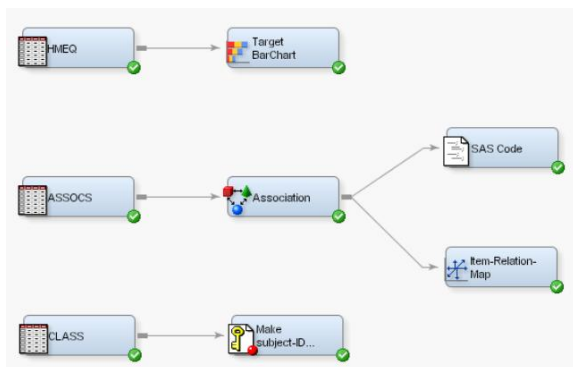 HMEQ
Target
BarChart
SAS Code
ASSOCS
Association
Item-Relation-
Map
CLASS
Make
subject-ID...